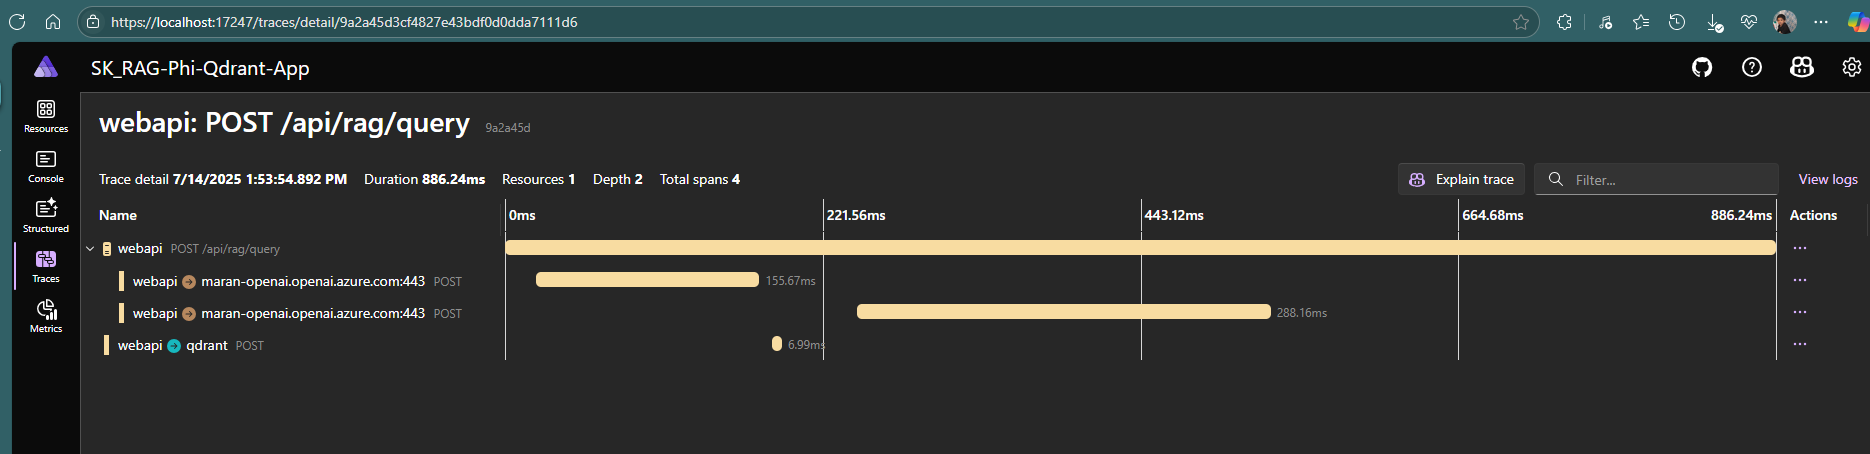 https://localhost:17247/traces/detail/9a2a45d3cf4827e43bdf0d0dda7111d6
SK_RAG-Phi-Qdrant-App
Resources
Console
Structured
Traces
Metrics
webapi: POST /api/rag/query 9a2a45d
Trace detail 7/14/2025 1:53:54.892 PM Duration 886.24ms Resources 1 Depth 2 Total spans 4 Explain trace Filter... View logs
Name 0ms 221.56ms 443.12ms 664.68ms 886.24ms Actions
webapi POST /api/rag/query
webapi maran-openai.openai.azure.com:443 POST 155.67ms
webapi maran-openai.openai.azure.com:443 POST 288.16ms
webapi qdrant POST 6.99ms